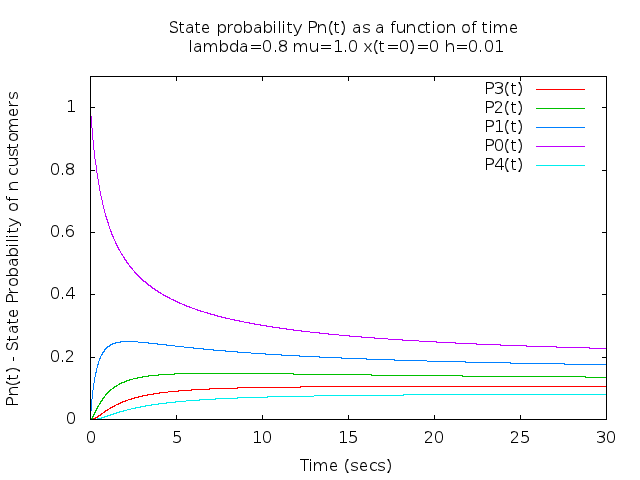 State probability Pn(t) as a function of time
lambda=0.8 mu=1.0 x(t=0)=0 h=0.01
Pn(t) - State Probability of n customers
1
0.8
0.6
0.4
0.2
0
P3(t)
P2(t)
P1(t)
P0(t)
P4(t)
0 5 10 15 20 25 30
Time (secs)